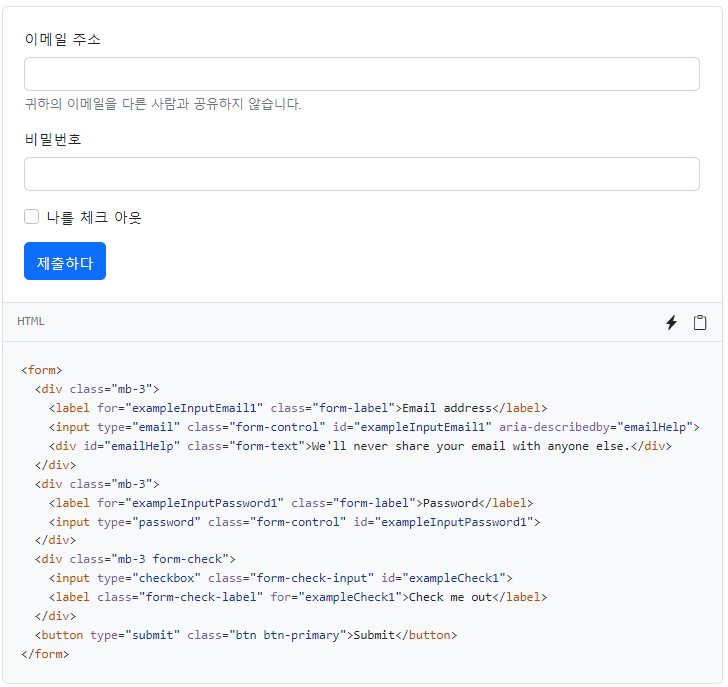 이메일 주소
귀하의 이메일을 다른 사람과 공유하지 않습니다.
비밀번호
나를 체크 아웃
제출하다
HTML
<form>
  <div class="mb-3">
    <label for="exampleInputEmail1" class="form-label">Email address</label>
    <input type="email" class="form-control" id="exampleInputEmail1" aria-describedby="emailHelp">
    <div id="emailHelp" class="form-text">We'll never share your email with anyone else.</div>
  </div>
  <div class="mb-3">
    <label for="exampleInputPassword1" class="form-label">Password</label>
    <input type="password" class="form-control" id="exampleInputPassword1">
  </div>
  <div class="mb-3 form-check">
    <input type="checkbox" class="form-check-input" id="exampleCheck1">
    <label class="form-check-label" for="exampleCheck1">Check me out</label>
  </div>
  <button type="submit" class="btn btn-primary">Submit</button>
</form>